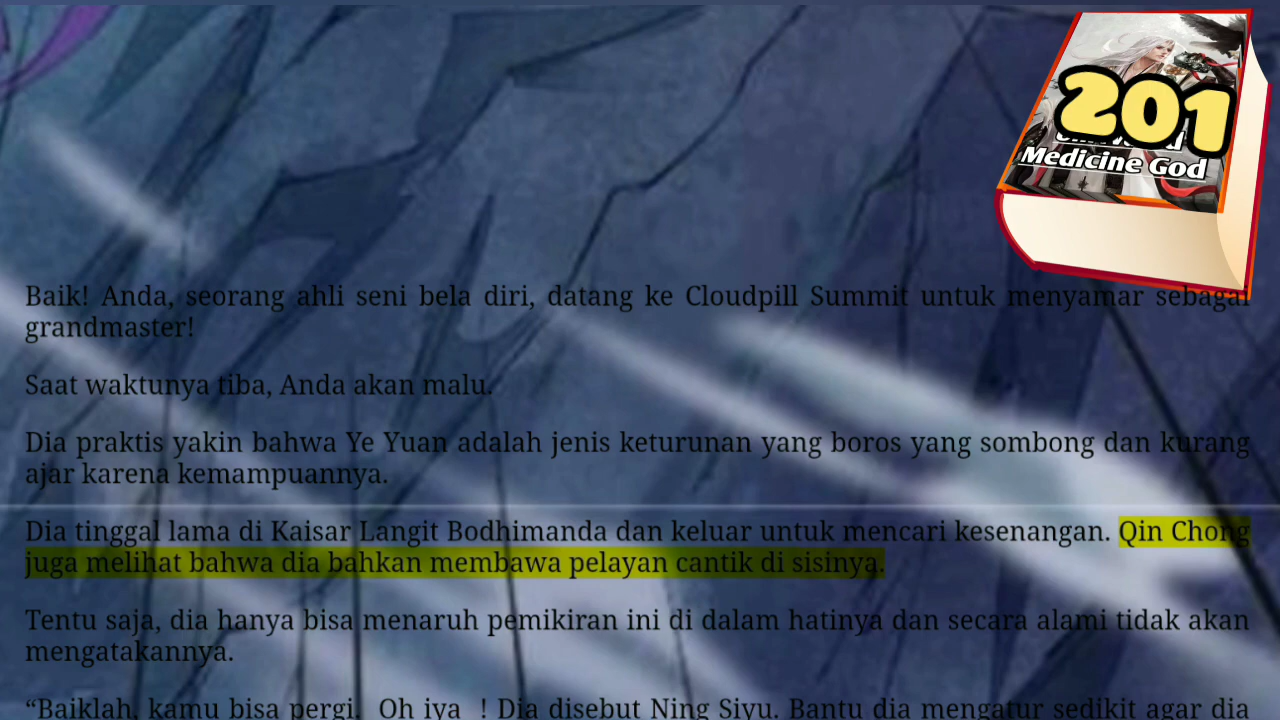 201
Medicine God
Baik! Anda, seorang ahli seni bela diri, datang ke Cloudpill Summit untuk menyamar sebagai
grandmaster!
Saat waktunya tiba, Anda akan malu.
Dia praktis yakin bahwa Ye Yuan adalah jenis keturunan yang boros yang sombong dan kurang
ajar karena kemampuannya.
Dia tinggal lama di Kaisar Langit Bodhimanda dan keluar untuk mencari kesenangan. Qin Chong
juga melihat bahwa dia bahkan membawa pelayan cantik di sisinya.
Tentu saja, dia hanya bisa menaruh pemikiran ini di dalam hatinya dan secara alami tidak akan
mengatakannya.
“Baiklah, kamu bisa pergi. Oh iya ! Dia disebut Ning Siyu. Bantu dia mengatur sedikit agar dia